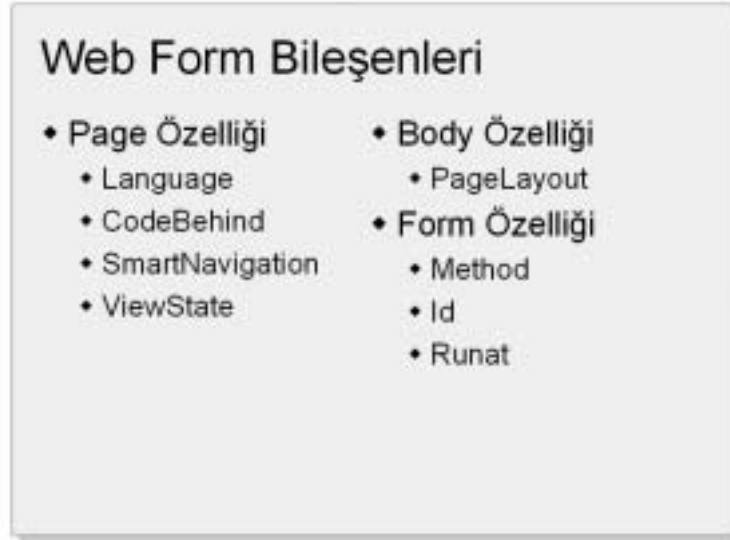 Web Form Bileşenleri
Page Özelliği
Language
CodeBehind
SmartNavigation
ViewState
Body Özelliği
PageLayout
Form Özelliği
Method
Id
Runat